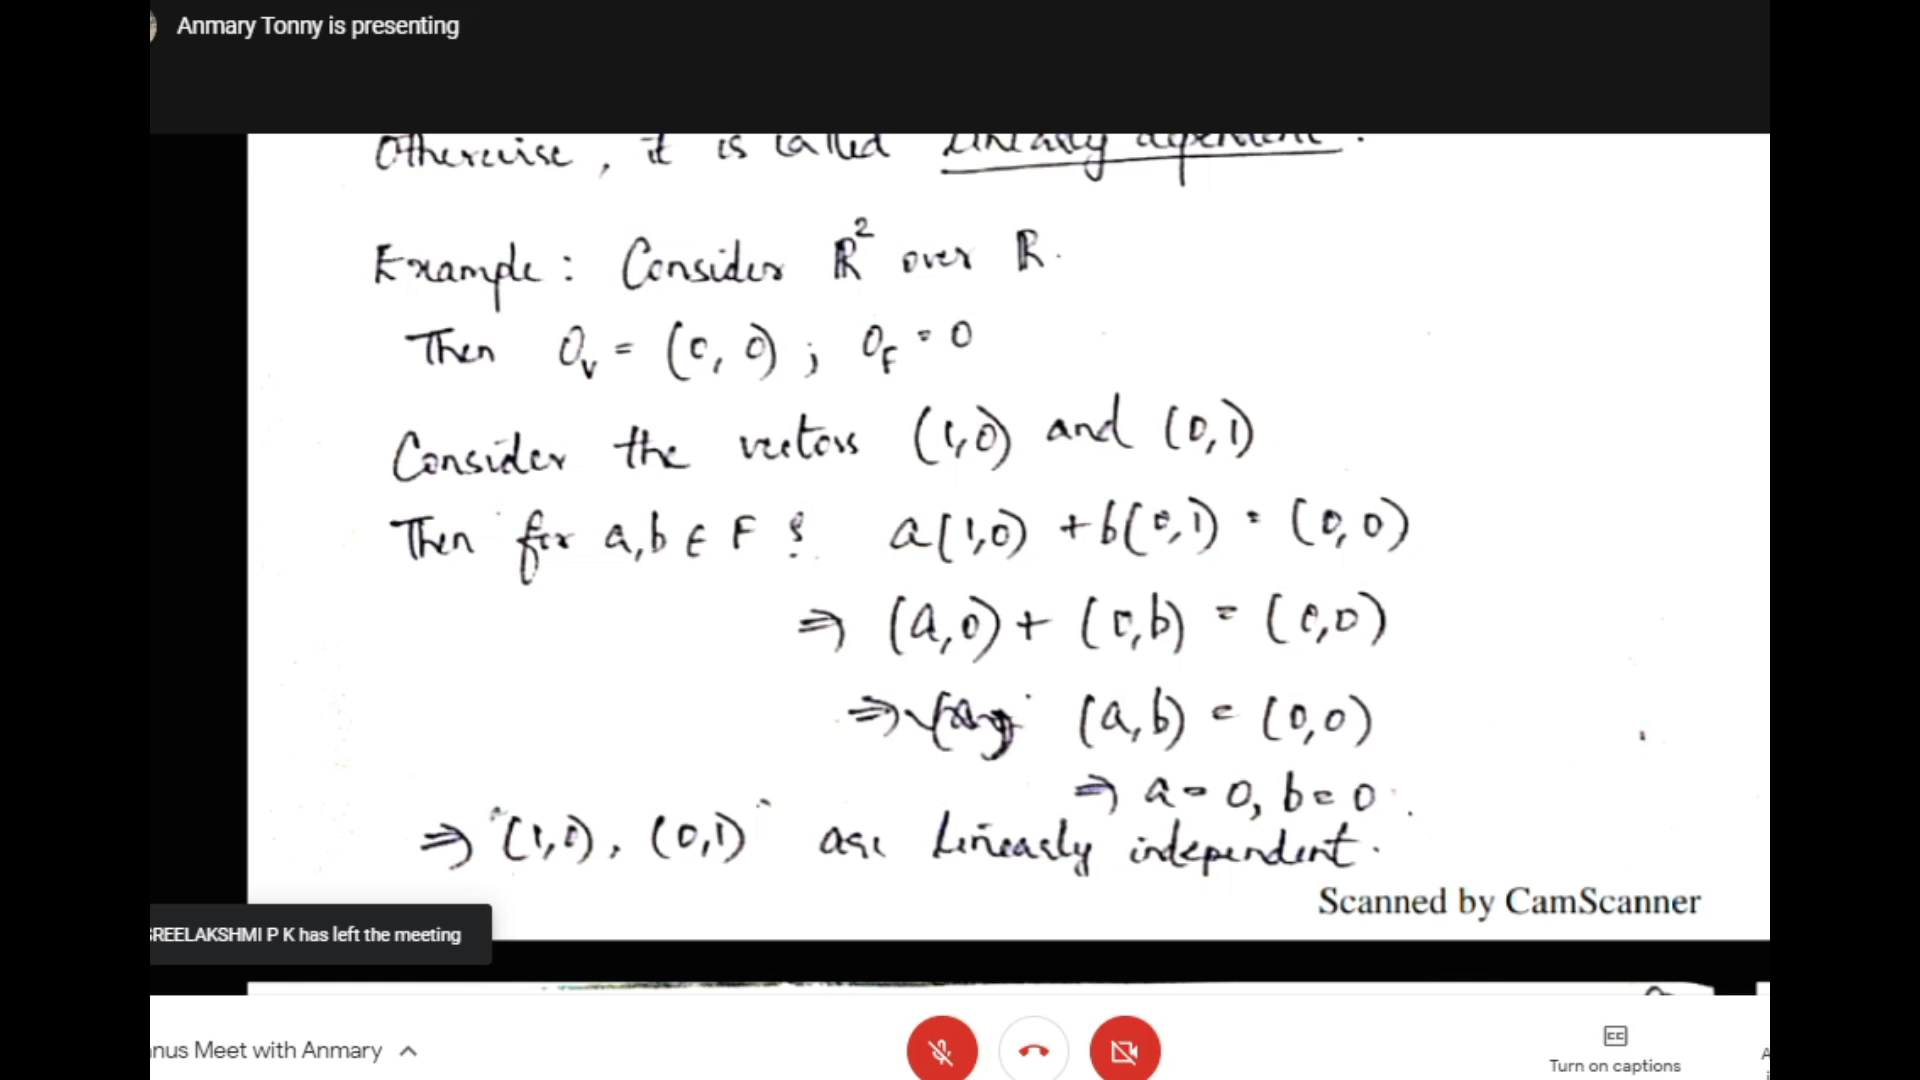 Anmary Tonny is presenting
Otherwise, it is called linearly dependent.
Example: Consider R² over R.
Then 0ᵥ = (0, 0) ; 0_F = 0
Consider the vectors (1,0) and (0,1)
Then for a,b ∈ F : a(1,0) + b(0,1) = (0,0)
⇒ (a,0) + (0,b) = (0,0)
⇒ (a,b) = (0,0)
⇒ a = 0, b = 0.
⇒ (1,0), (0,1) are linearly independent.
Scanned by CamScanner
SREELAKSHMI P K has left the meeting
nus Meet with Anmary
Turn on captions